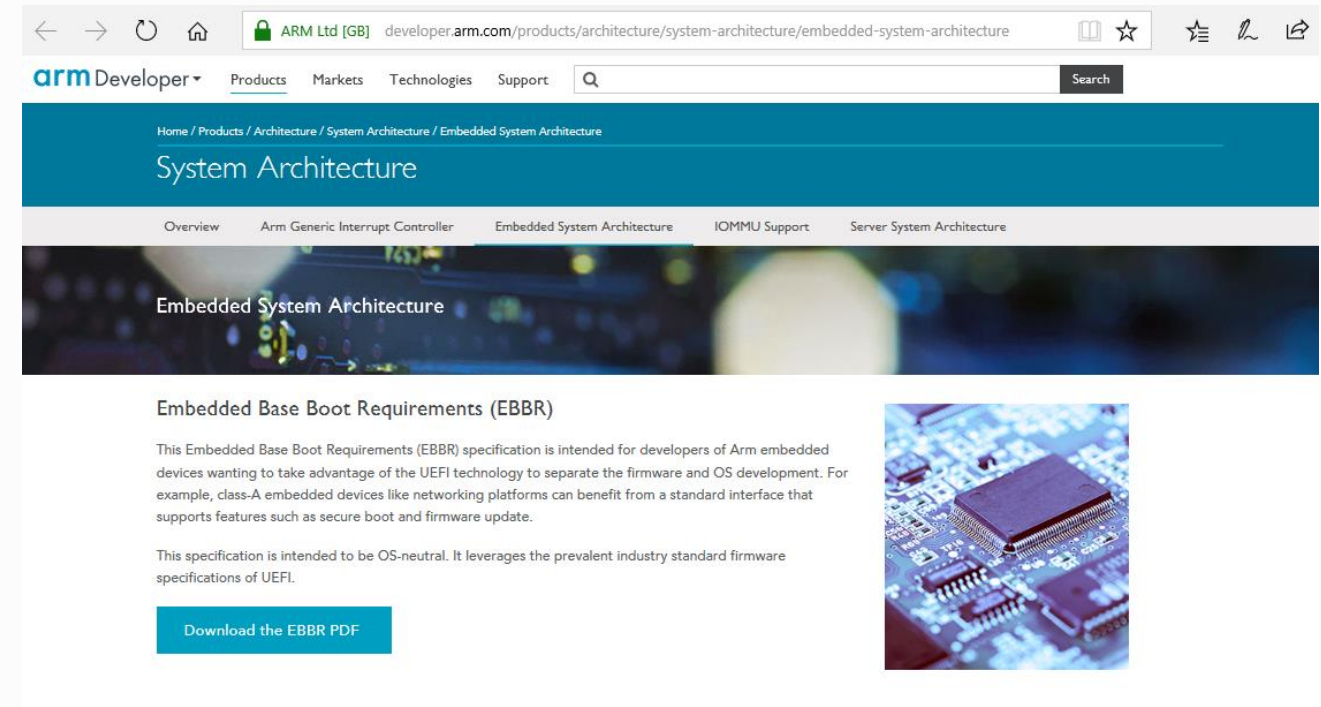 ARM Ltd [GB] developer.arm.com/products/architecture/system-architecture/embedded-system-architecture
arm Developer Products Markets Technologies Support Search
Home / Products / Architecture / System Architecture / Embedded System Architecture
System Architecture
Overview Arm Generic Interrupt Controller Embedded System Architecture IOMMU Support Server System Architecture
Embedded System Architecture
Embedded Base Boot Requirements (EBBR)
This Embedded Base Boot Requirements (EBBR) specification is intended for developers of Arm embedded
devices wanting to take advantage of the UEFI technology to separate the firmware and OS development. For
example, class-A embedded devices like networking platforms can benefit from a standard interface that
supports features such as secure boot and firmware update.
This specification is intended to be OS-neutral. It leverages the prevalent industry standard firmware
specifications of UEFI.
Download the EBBR PDF